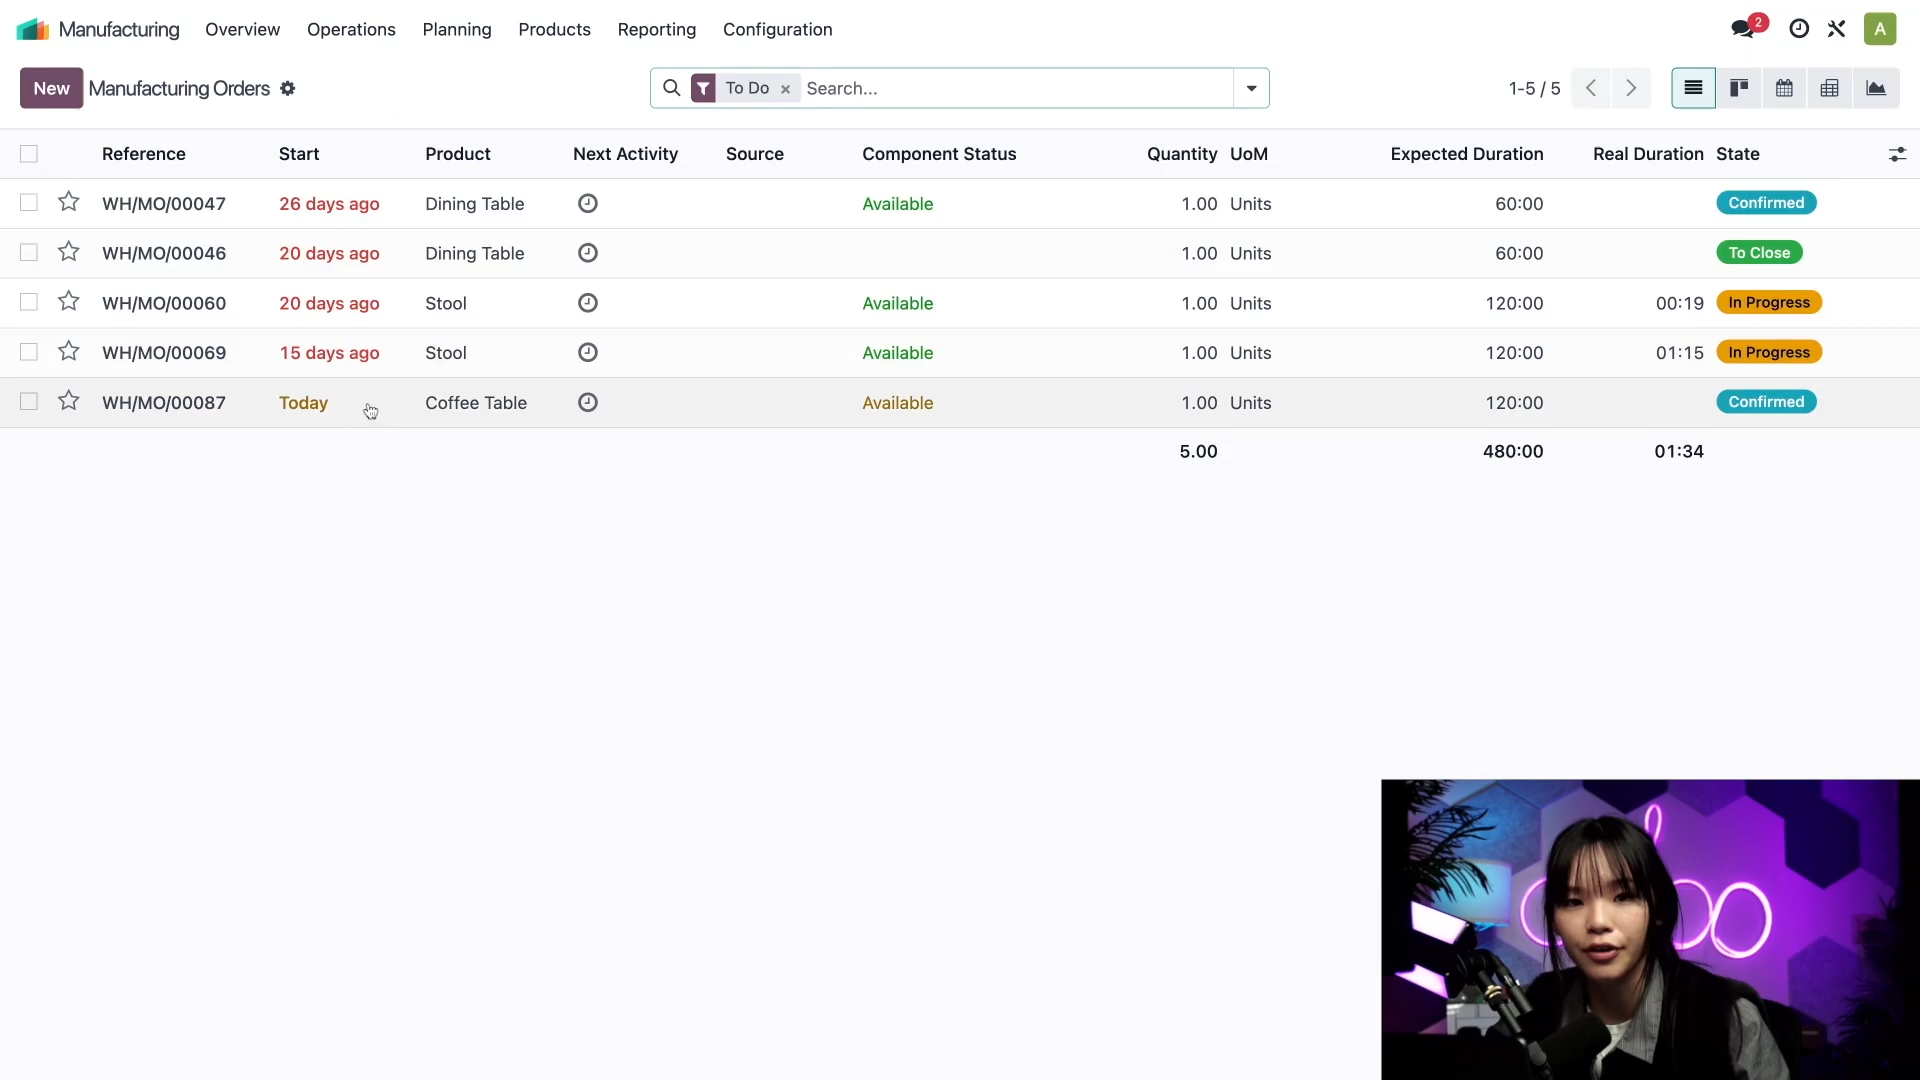 Manufacturing Overview Operations Planning Products Reporting Configuration 2 A
New Manufacturing Orders To Do × Search... 1-5 / 5
Reference Start Product Next Activity Source Component Status Quantity UoM Expected Duration Real Duration State
WH/MO/00047 26 days ago Dining Table Available 1.00 Units 60:00 Confirmed
WH/MO/00046 20 days ago Dining Table 1.00 Units 60:00 To Close
WH/MO/00060 20 days ago Stool Available 1.00 Units 120:00 00:19 In Progress
WH/MO/00069 15 days ago Stool Available 1.00 Units 120:00 01:15 In Progress
WH/MO/00087 Today Coffee Table Available 1.00 Units 120:00 Confirmed
5.00 480:00 01:34